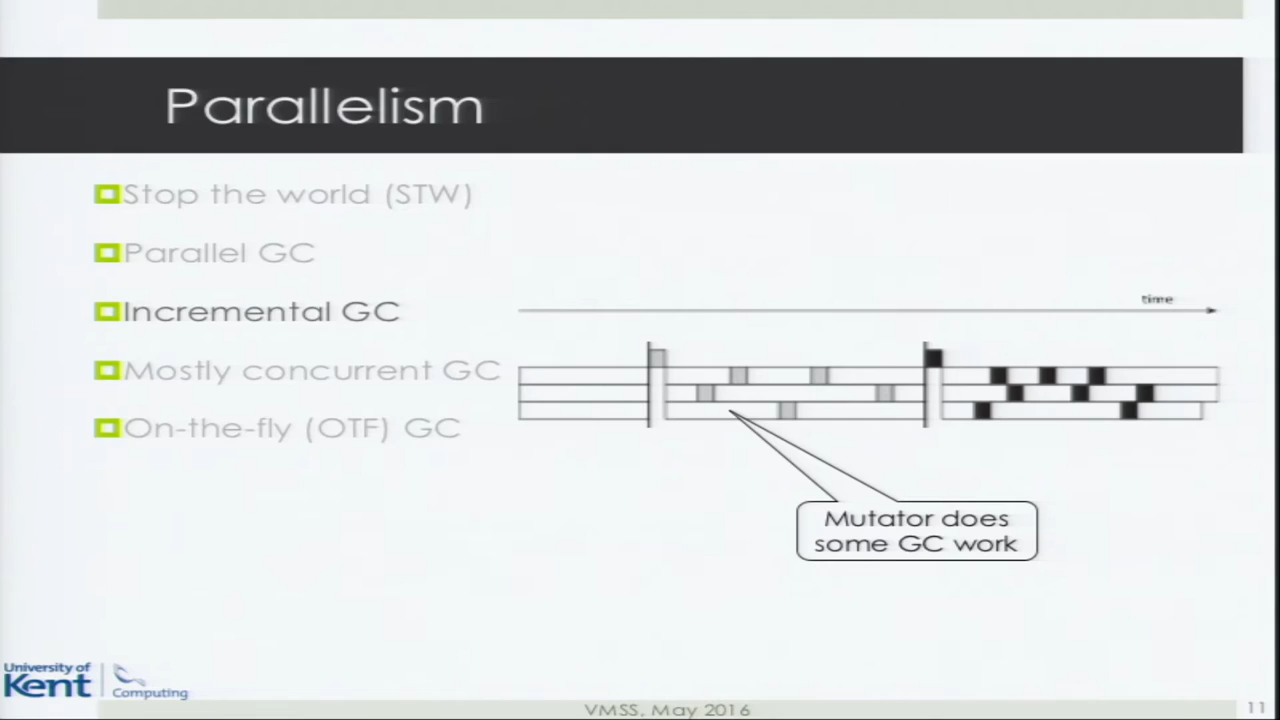 Parallelism
Stop the world (STW)
Parallel GC
Incremental GC
Mostly concurrent GC
On-the-fly (OTF) GC
time
Mutator does
some GC work
University of
Kent
Computing
VMSS, May 2016
11